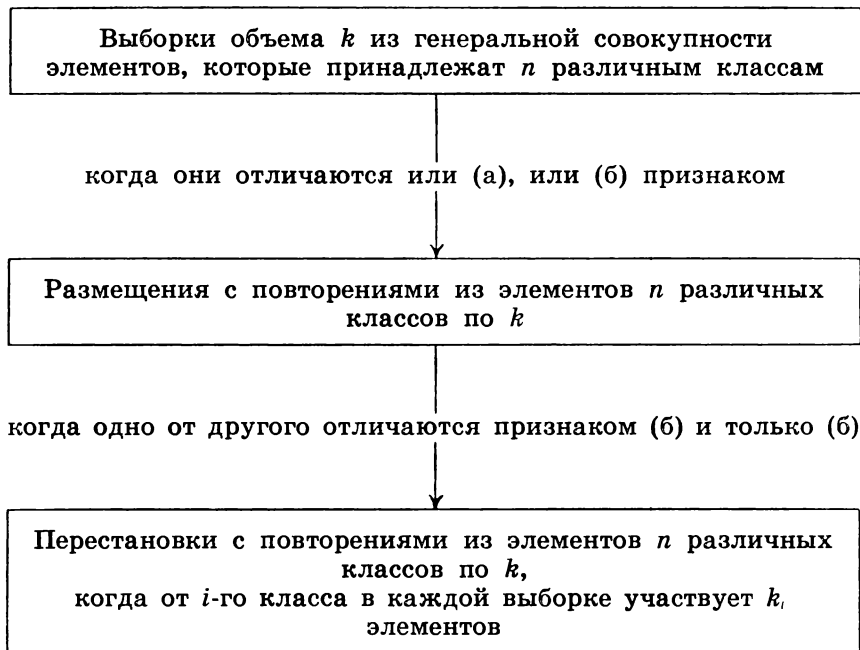 Выборки объема k из генеральной совокупности
элементов, которые принадлежат n различным классам
когда они отличаются или (а), или (б) признаком
Размещения с повторениями из элементов n различных
классов по k
когда одно от другого отличаются признаком (б) и только (б)
Перестановки с повторениями из элементов n различных
классов по k,
когда от i-го класса в каждой выборке участвует kᵢ
элементов